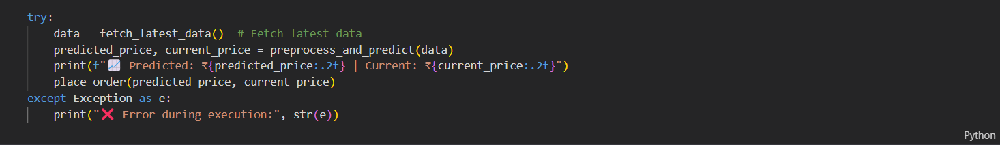 try:
    data = fetch_latest_data()  # Fetch latest data
    predicted_price, current_price = preprocess_and_predict(data)
    print(f"📈 Predicted: ₹{predicted_price:.2f} | Current: ₹{current_price:.2f}")
    place_order(predicted_price, current_price)
except Exception as e:
    print("❌ Error during execution:", str(e))
Python